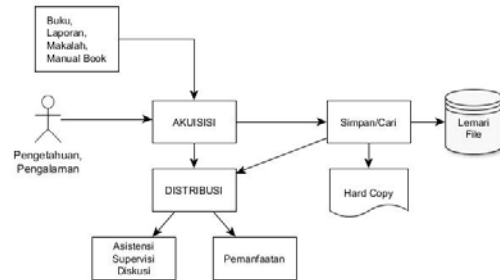 Buku,
Laporan,
Makalah,
Manual Book
AKUISISI
Simpan/Cari
Lemari
File
Pengetahuan,
Pengalaman
DISTRIBUSI
Hard Copy
Asistensi
Supervisi
Diskusi
Pemanfaatan